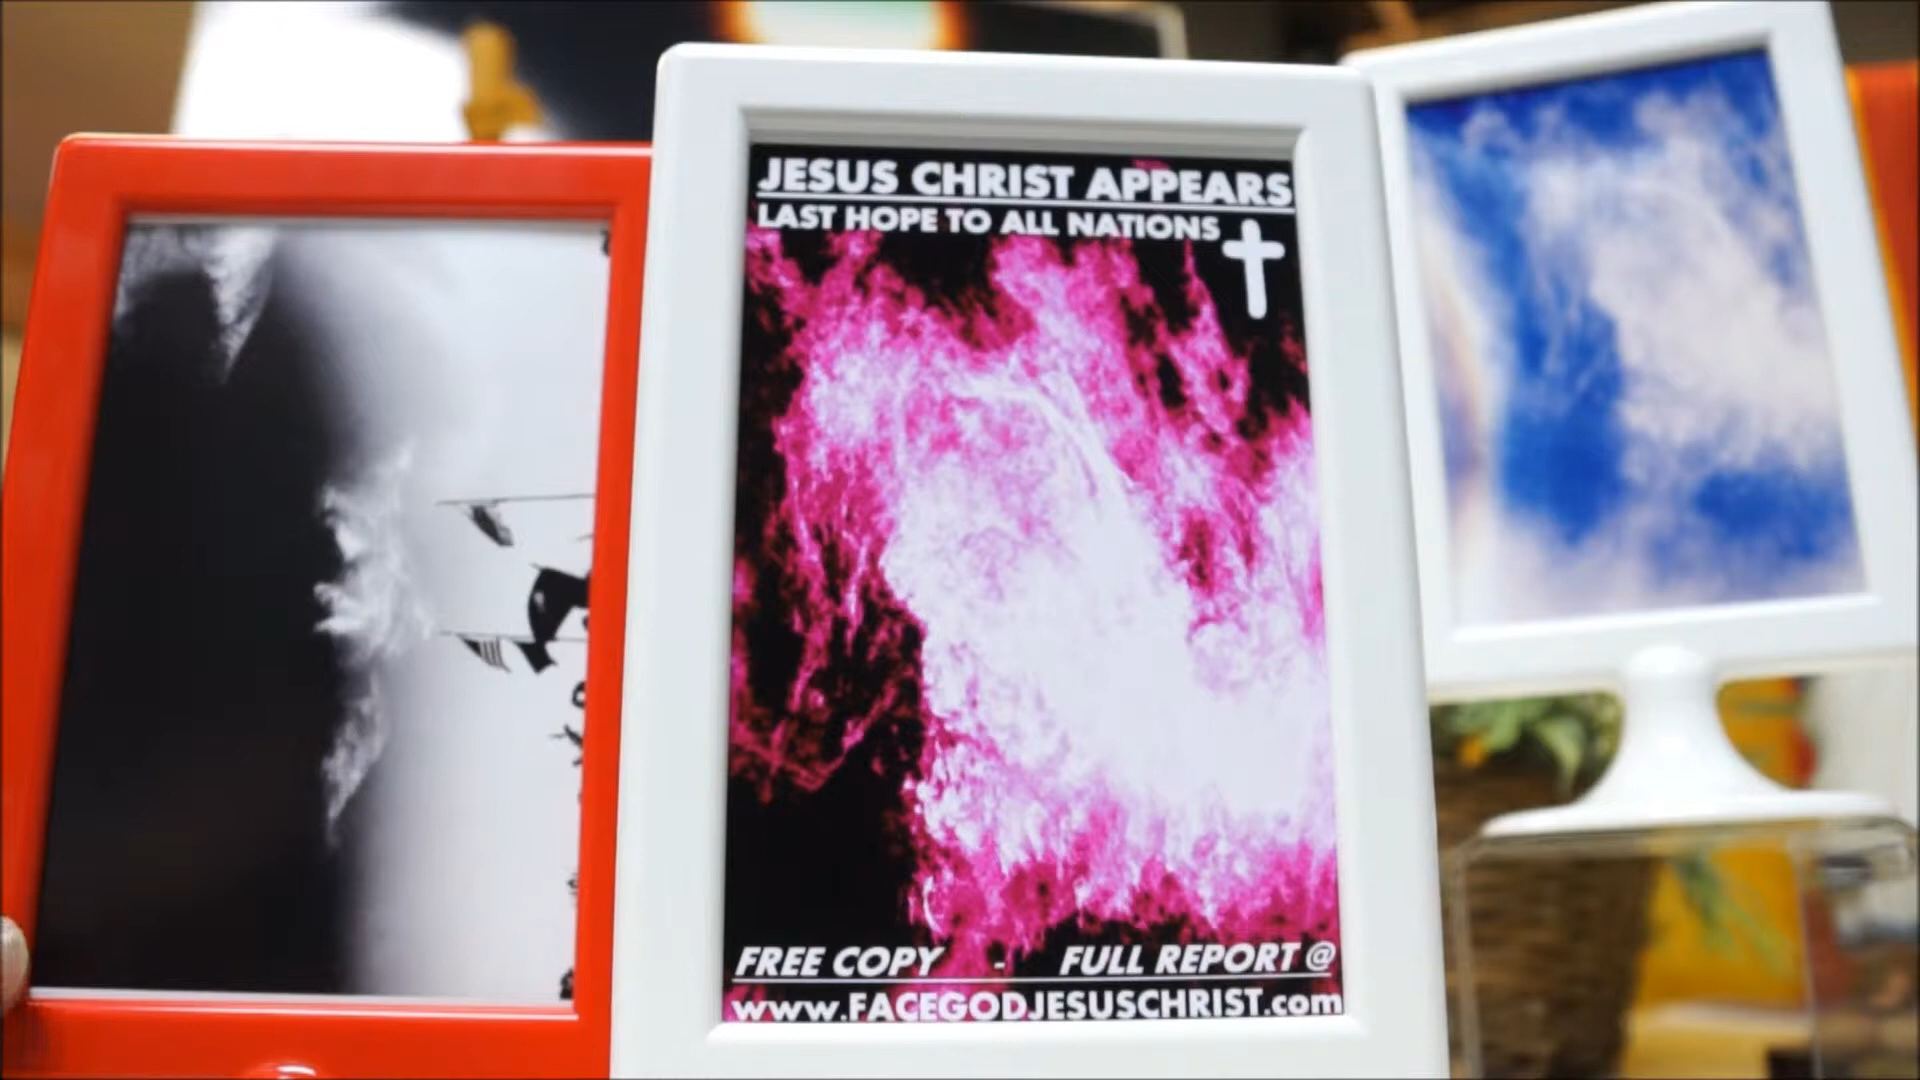 JESUS CHRIST APPEARS
LAST HOPE TO ALL NATIONS
FREE COPY - FULL REPORT @
www.FACEGODJESUSCHRIST.com